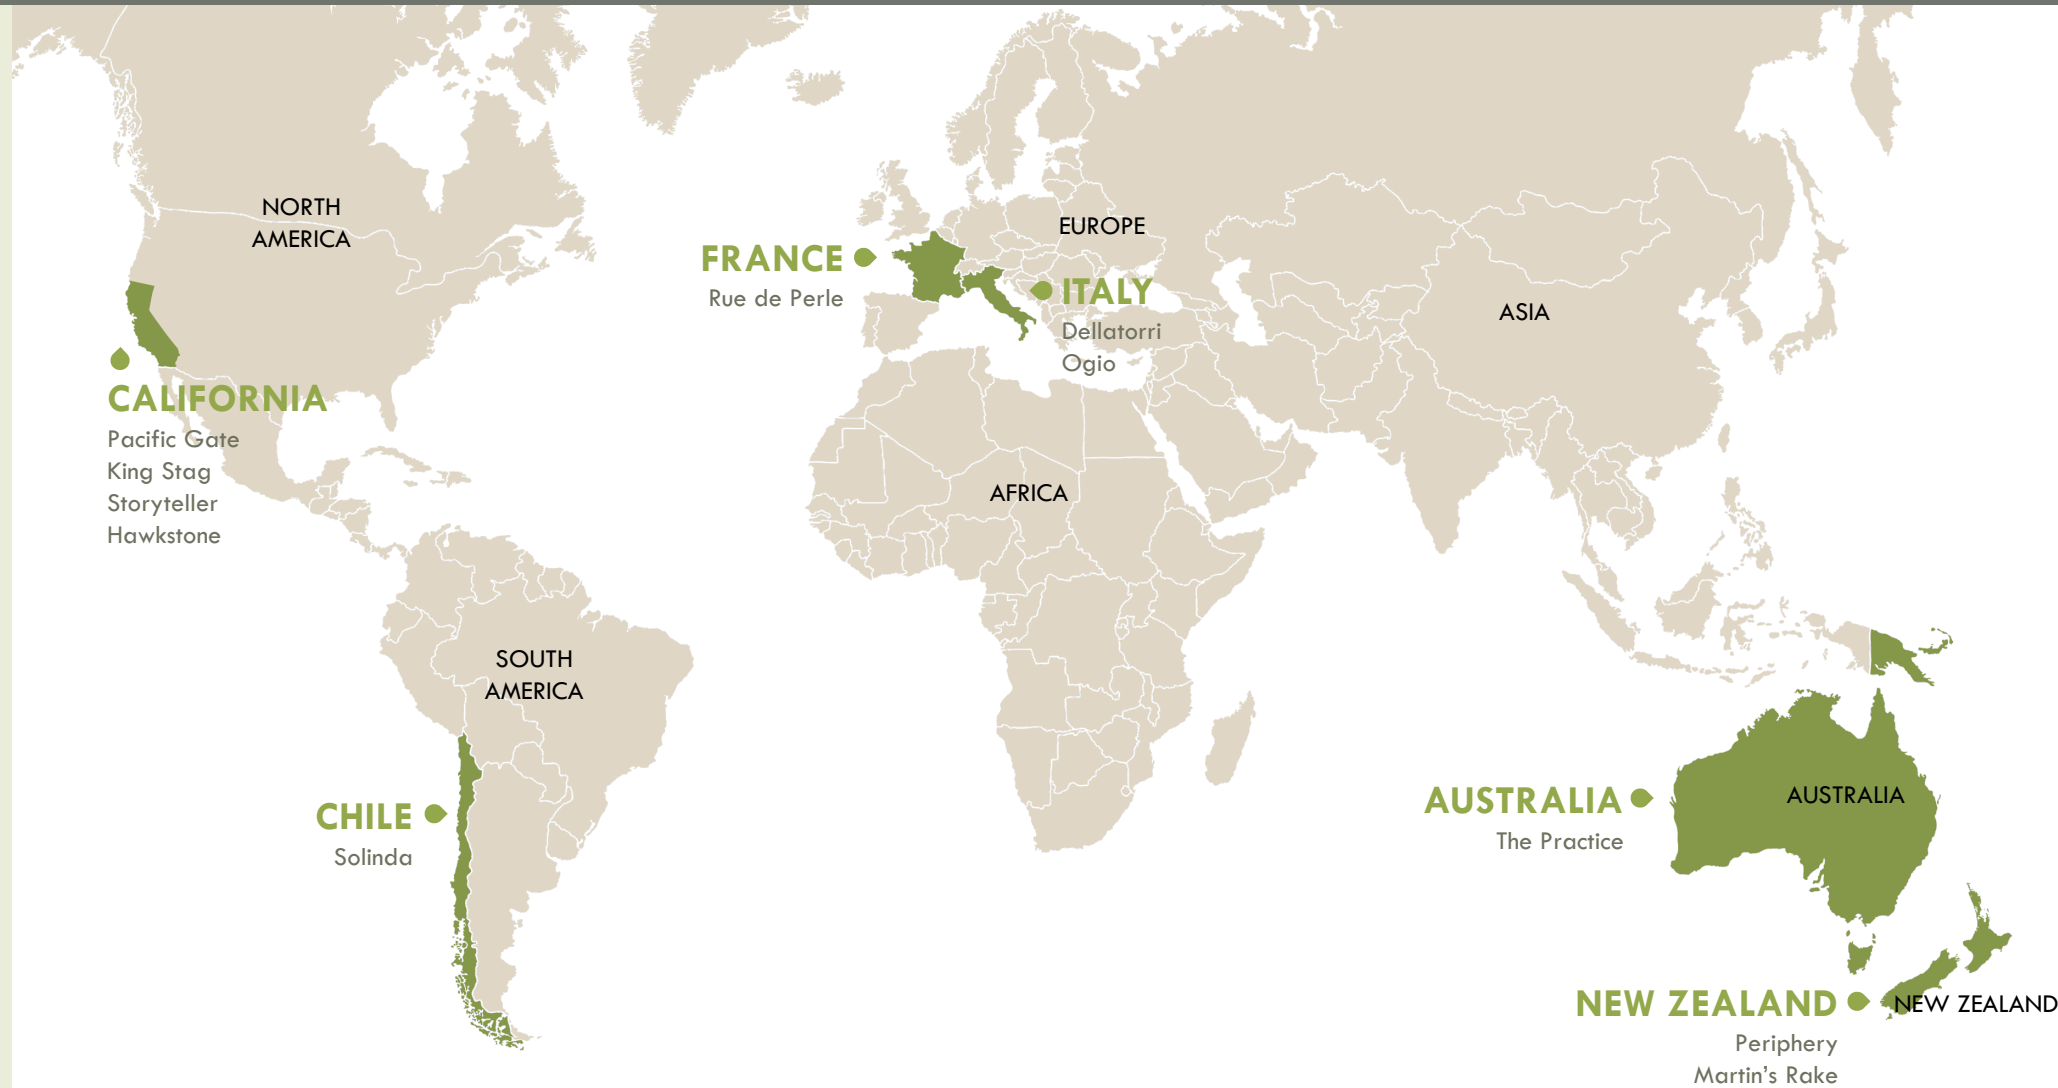 NORTH
AMERICA
EUROPE
FRANCE
Rue de Perle
ITALY
Dellatorri
Ogio
ASIA
CALIFORNIA
Pacific Gate
King Stag
Storyteller
Hawkstone
AFRICA
SOUTH
AMERICA
CHILE
Solinda
AUSTRALIA
The Practice
AUSTRALIA
NEW ZEALAND
Periphery
Martin's Rake
NEW ZEALAND